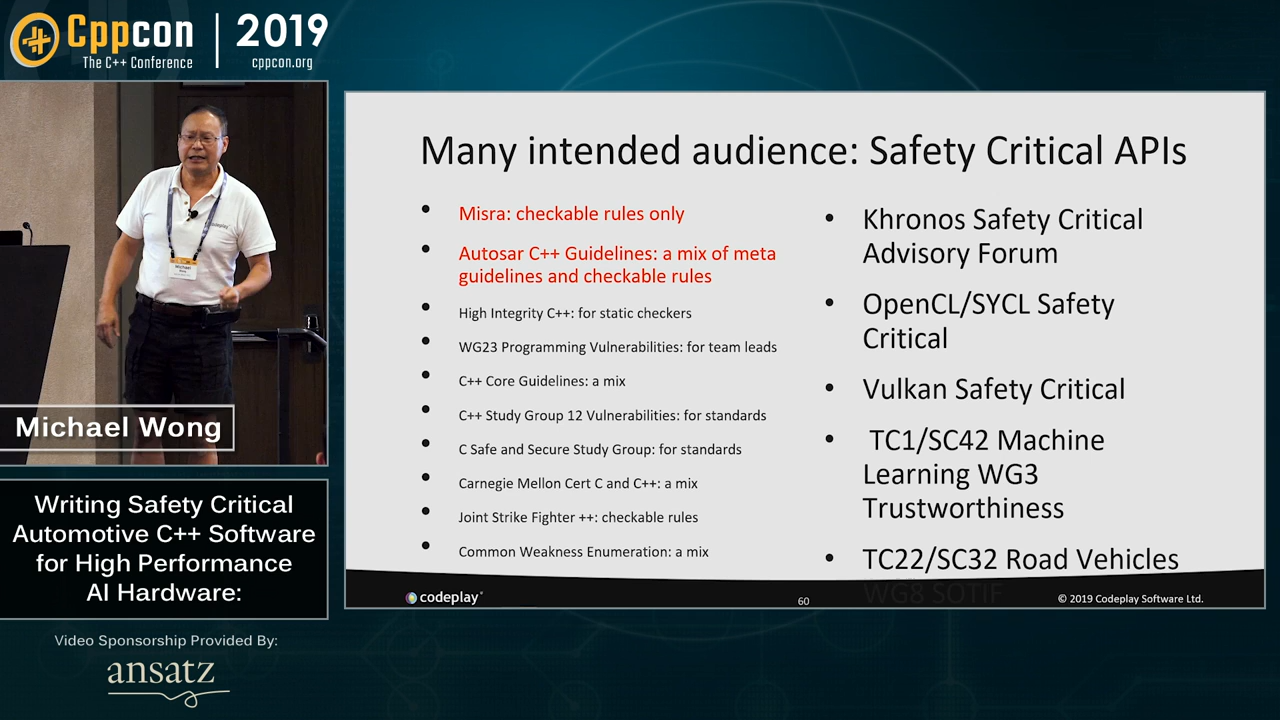 Cppcon
The C++ Conference
2019
cppcon.org
Michael Wong
Writing Safety Critical
Automotive C++ Software
for High Performance
AI Hardware:
Video Sponsorship Provided By:
ansatz
Many intended audience: Safety Critical APIs
• Misra: checkable rules only
• Autosar C++ Guidelines: a mix of meta
guidelines and checkable rules
• High Integrity C++: for static checkers
• WG23 Programming Vulnerabilities: for team leads
• C++ Core Guidelines: a mix
• C++ Study Group 12 Vulnerabilities: for standards
• C Safe and Secure Study Group: for standards
• Carnegie Mellon Cert C and C++: a mix
• Joint Strike Fighter ++: checkable rules
• Common Weakness Enumeration: a mix
• Khronos Safety Critical
Advisory Forum
• OpenCL/SYCL Safety
Critical
• Vulkan Safety Critical
• TC1/SC42 Machine
Learning WG3
Trustworthiness
• TC22/SC32 Road Vehicles
WG8 SOTIF
codeplay
60
© 2019 Codeplay Software Ltd.